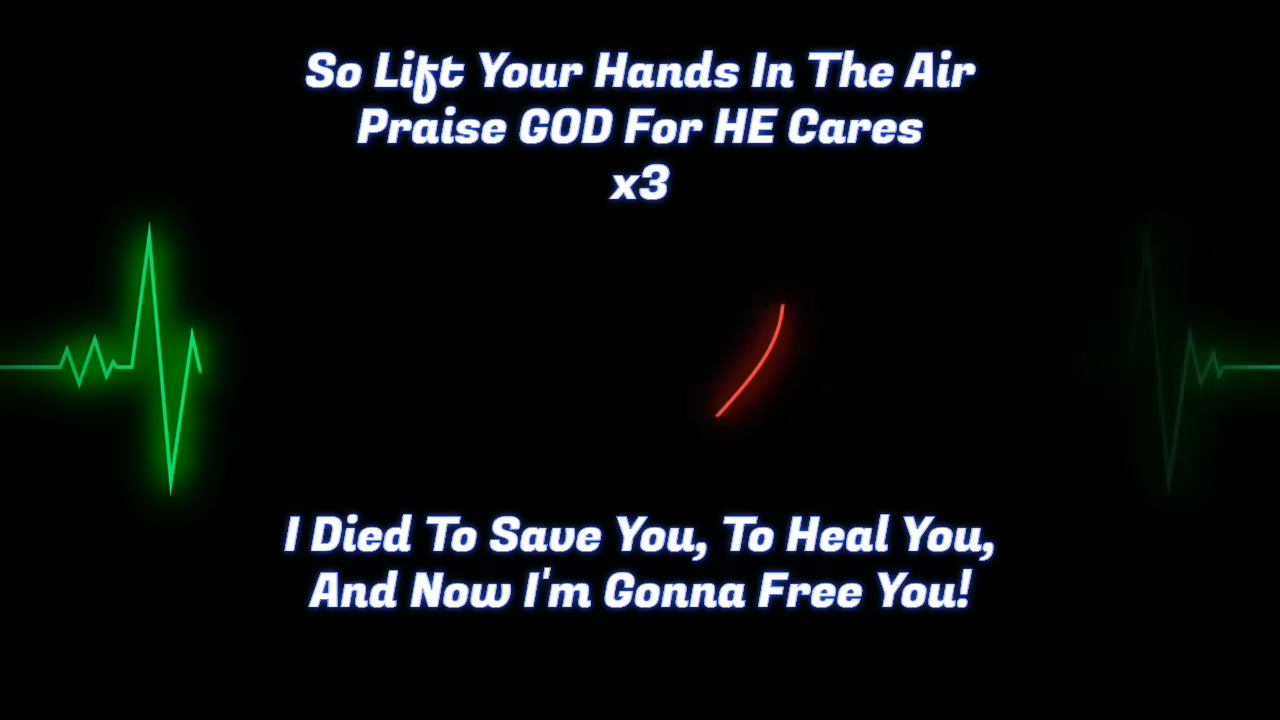 So Lift Your Hands In The Air
Praise GOD For HE Cares
x3
I Died To Save You, To Heal You,
And Now I'm Gonna Free You!